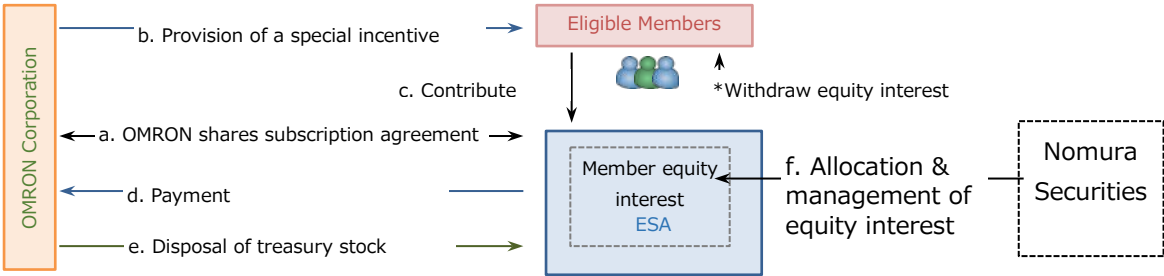 OMRON Corporation
b. Provision of a special incentive
Eligible Members
c. Contribute
*Withdraw equity interest
a. OMRON shares subscription agreement
Member equity
interest
ESA
d. Payment
e. Disposal of treasury stock
f. Allocation &
management of
equity interest
Nomura
Securities